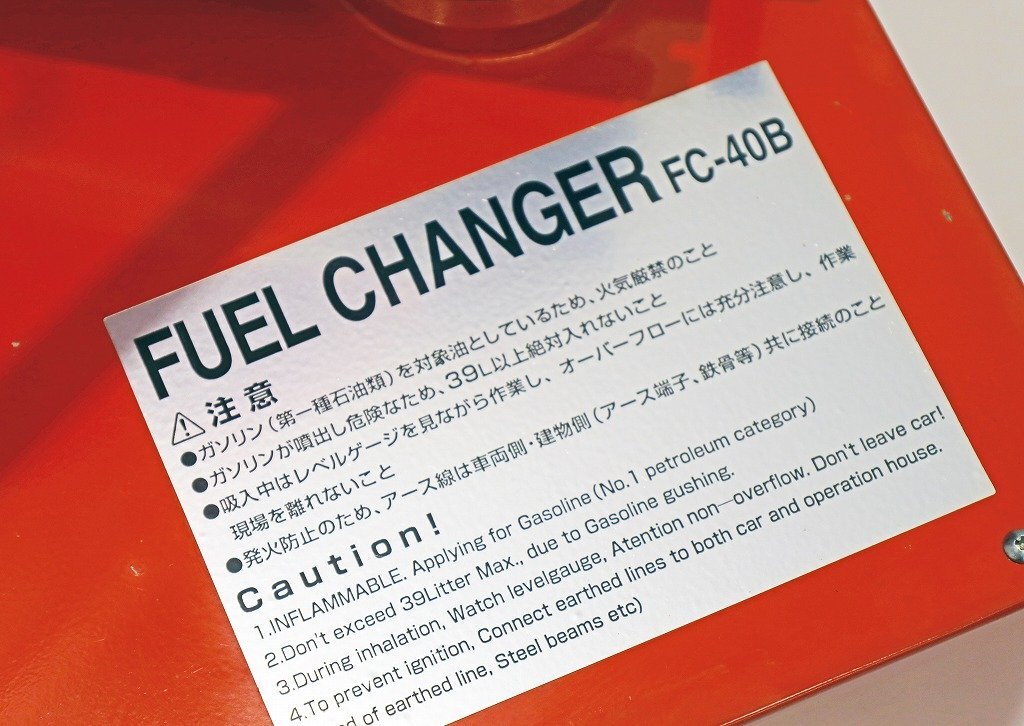 FUEL CHANGER FC-40B
⚠注意
●ガソリン(第一種石油類)を対象油としているため、火気厳禁のこと
●ガソリンが噴出し危険なため、39L以上絶対入れないこと
●吸入中はレベルゲージを見ながら作業し、オーバーフローには充分注意し、作業
現場を離れないこと
●発火防止のため、アース線は車両側・建物側(アース端子、鉄骨等)共に接続のこと
Caution!
1.INFLAMMABLE. Applying for Gasoline(No.1 petroleum category)
2.Don't exceed 39Litter Max., due to Gasoline gushing.
3.During inhalation, Watch levelgauge, Atention non—overflow. Don't leave car!
4.To prevent ignition, Connect earthed lines to both car and operation house.
of earthed line, Steel beams etc)